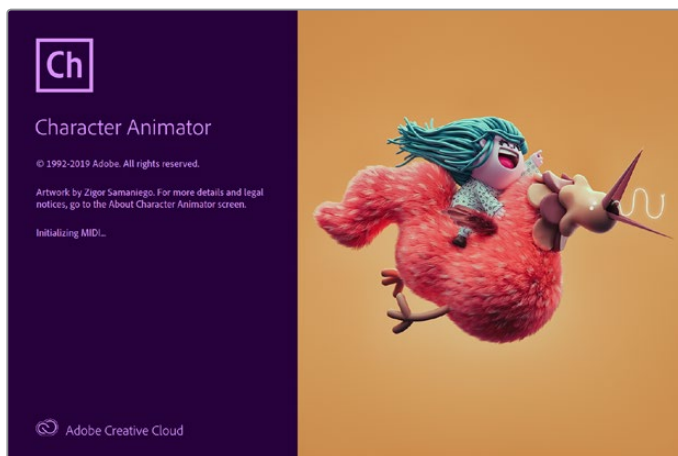 Ch
Character Animator
© 1992-2019 Adobe. All rights reserved.
Artwork by Zigor Samaniego. For more details and legal
notices, go to the About Character Animator screen.
Initializing MIDI...
Adobe Creative Cloud